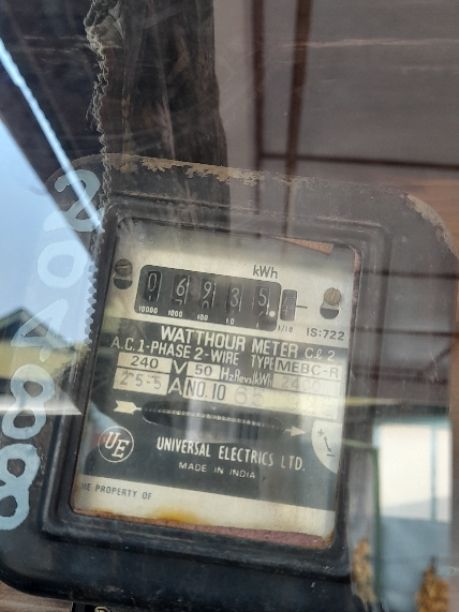 kWh
0 6 9 3 5
10000 1000 100 10 1/10
IS:722
WATTHOUR METER Cℓ 2
A.C. 1-PHASE 2-WIRE TYPE MEBC-R
240 V 50 Hz Revs/kWh
2.5-5 A NO. 10
UE
UNIVERSAL ELECTRICS LTD.
MADE IN INDIA
THE PROPERTY OF